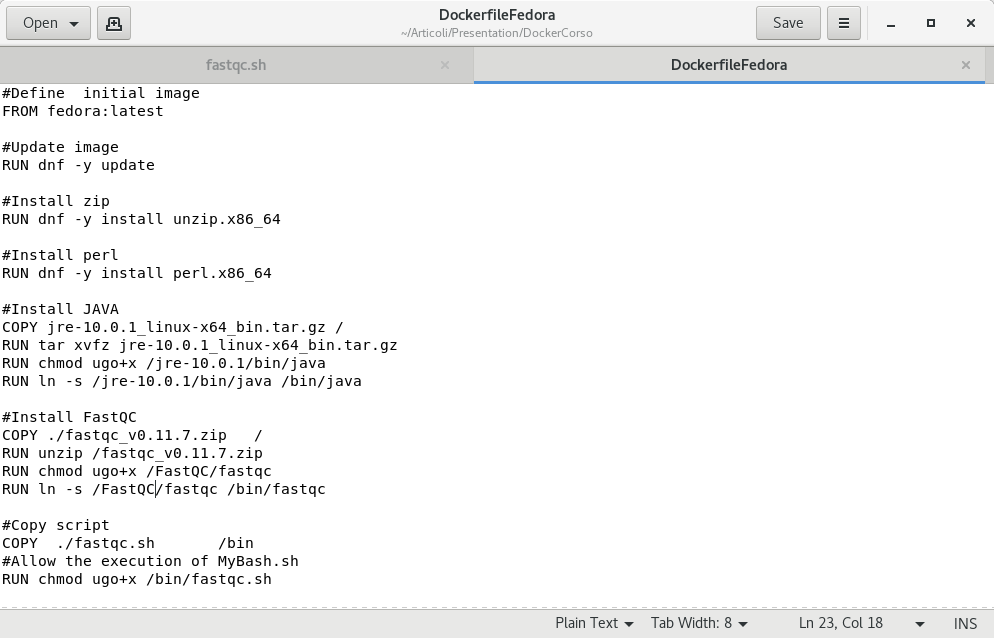 Open
DockerfileFedora
~/Articoli/Presentation/DockerCorso
Save
fastqc.sh
DockerfileFedora
#Define  initial image
FROM fedora:latest
#Update image
RUN dnf -y update
#Install zip
RUN dnf -y install unzip.x86_64
#Install perl
RUN dnf -y install perl.x86_64
#Install JAVA
COPY jre-10.0.1_linux-x64_bin.tar.gz /
RUN tar xvfz jre-10.0.1_linux-x64_bin.tar.gz
RUN chmod ugo+x /jre-10.0.1/bin/java
RUN ln -s /jre-10.0.1/bin/java /bin/java
#Install FastQC
COPY ./fastqc_v0.11.7.zip   /
RUN unzip /fastqc_v0.11.7.zip
RUN chmod ugo+x /FastQC/fastqc
RUN ln -s /FastQC/fastqc /bin/fastqc
#Copy script
COPY  ./fastqc.sh       /bin
#Allow the execution of MyBash.sh
RUN chmod ugo+x /bin/fastqc.sh
Plain Text
Tab Width: 8
Ln 23, Col 18
INS